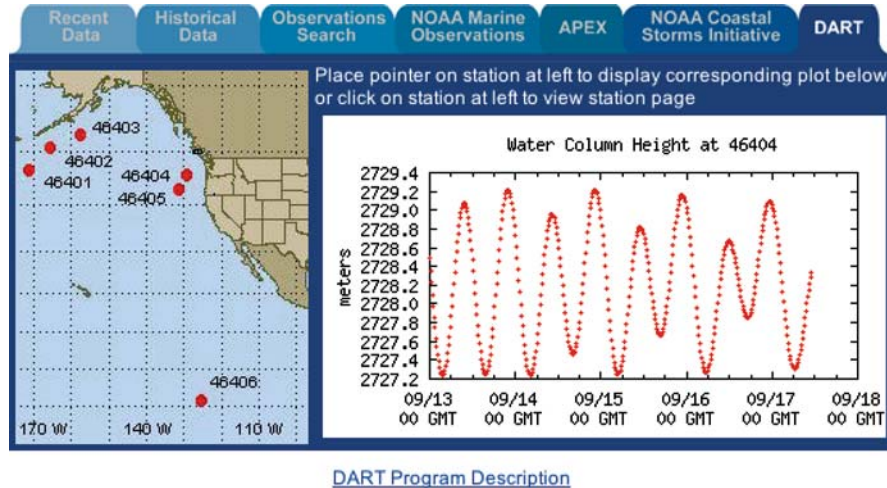 Recent Data
Historical Data
Observations Search
NOAA Marine Observations
APEX
NOAA Coastal Storms Initiative
DART
Place pointer on station at left to display corresponding plot below
or click on station at left to view station page
46403
46402
46401
46404
46405
46406
170 W
140 W
110 W
Water Column Height at 46404
meters
2729.4
2729.2
2729.0
2728.8
2728.6
2728.4
2728.2
2728.0
2727.8
2727.6
2727.4
2727.2
09/13 09/14 09/15 09/16 09/17 09/18
00 GMT 00 GMT 00 GMT 00 GMT 00 GMT 00 GMT
DART Program Description